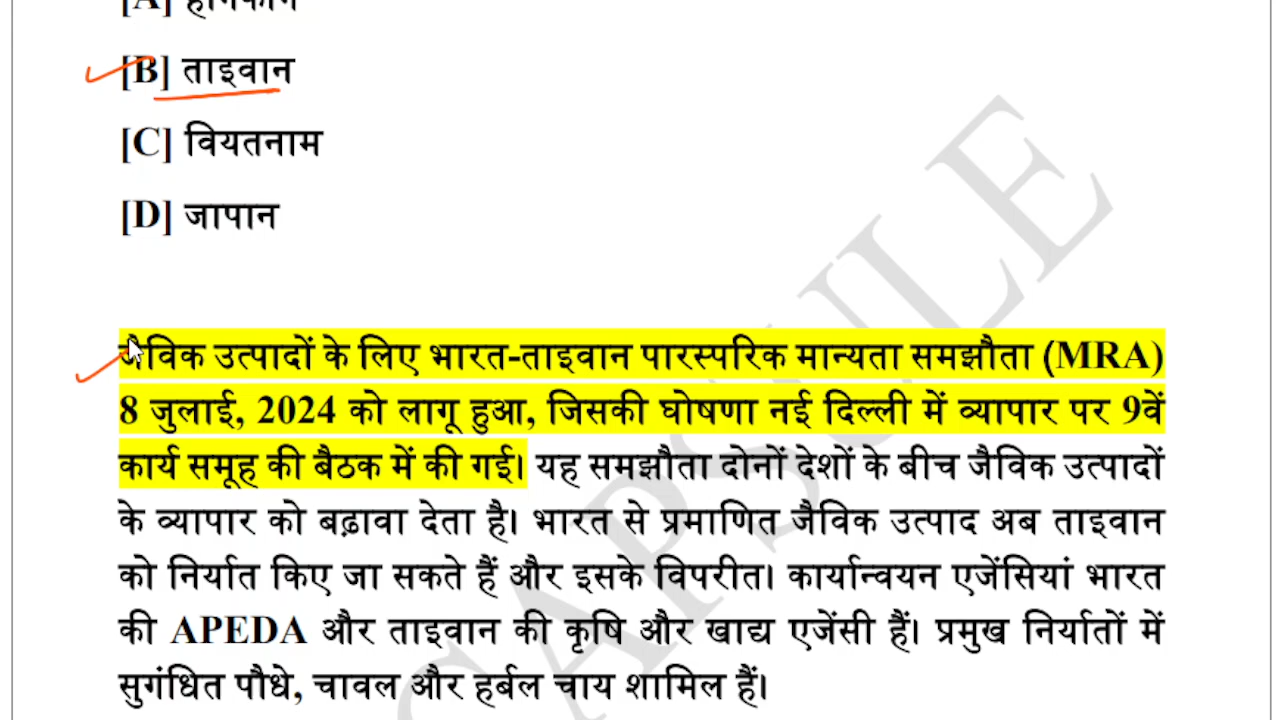 [A] हांगकांग
[B] ताइवान
[C] वियतनाम
[D] जापान
जैविक उत्पादों के लिए भारत-ताइवान पारस्परिक मान्यता समझौता (MRA)
8 जुलाई, 2024 को लागू हुआ, जिसकी घोषणा नई दिल्ली में व्यापार पर 9वें
कार्य समूह की बैठक में की गई। यह समझौता दोनों देशों के बीच जैविक उत्पादों
के व्यापार को बढ़ावा देता है। भारत से प्रमाणित जैविक उत्पाद अब ताइवान
को निर्यात किए जा सकते हैं और इसके विपरीत। कार्यान्वयन एजेंसियां भारत
की APEDA और ताइवान की कृषि और खाद्य एजेंसी हैं। प्रमुख निर्यातों में
सुगंधित पौधे, चावल और हर्बल चाय शामिल हैं।
CAPSULE